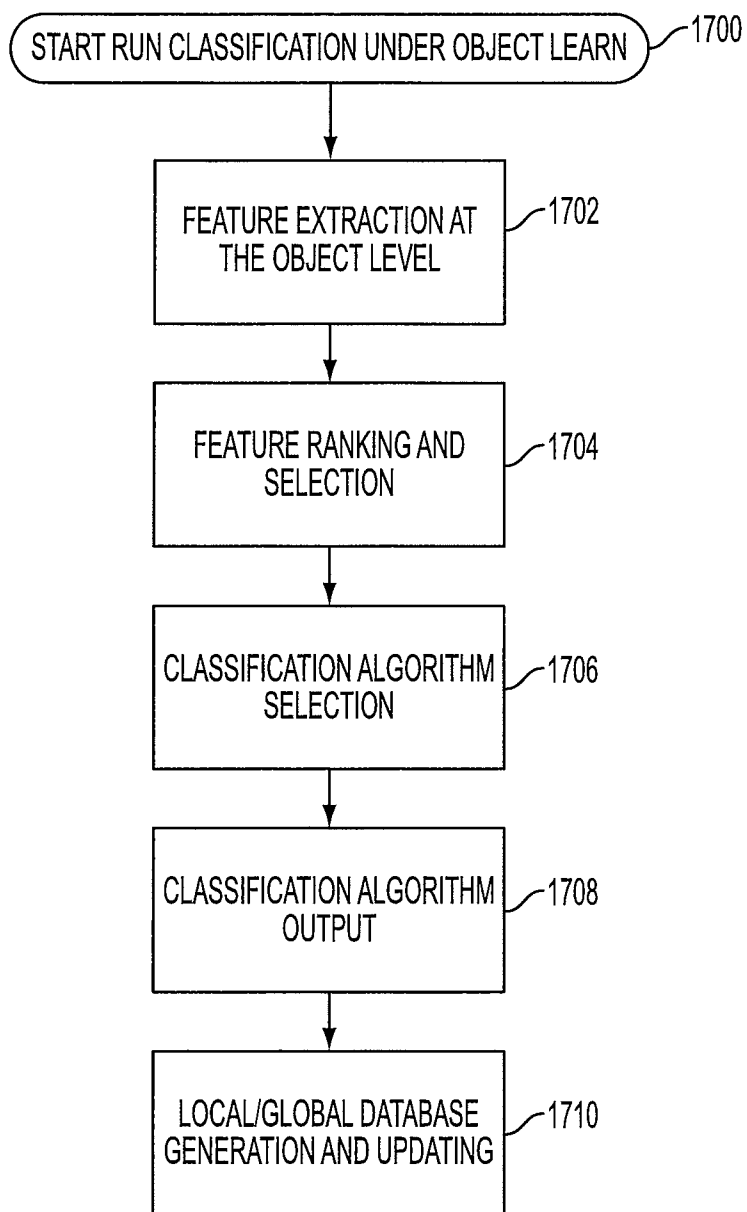 START RUN CLASSIFICATION UNDER OBJECT LEARN
1700
FEATURE EXTRACTION AT
THE OBJECT LEVEL
1702
FEATURE RANKING AND
SELECTION
1704
CLASSIFICATION ALGORITHM
SELECTION
1706
CLASSIFICATION ALGORITHM
OUTPUT
1708
LOCAL/GLOBAL DATABASE
GENERATION AND UPDATING
1710